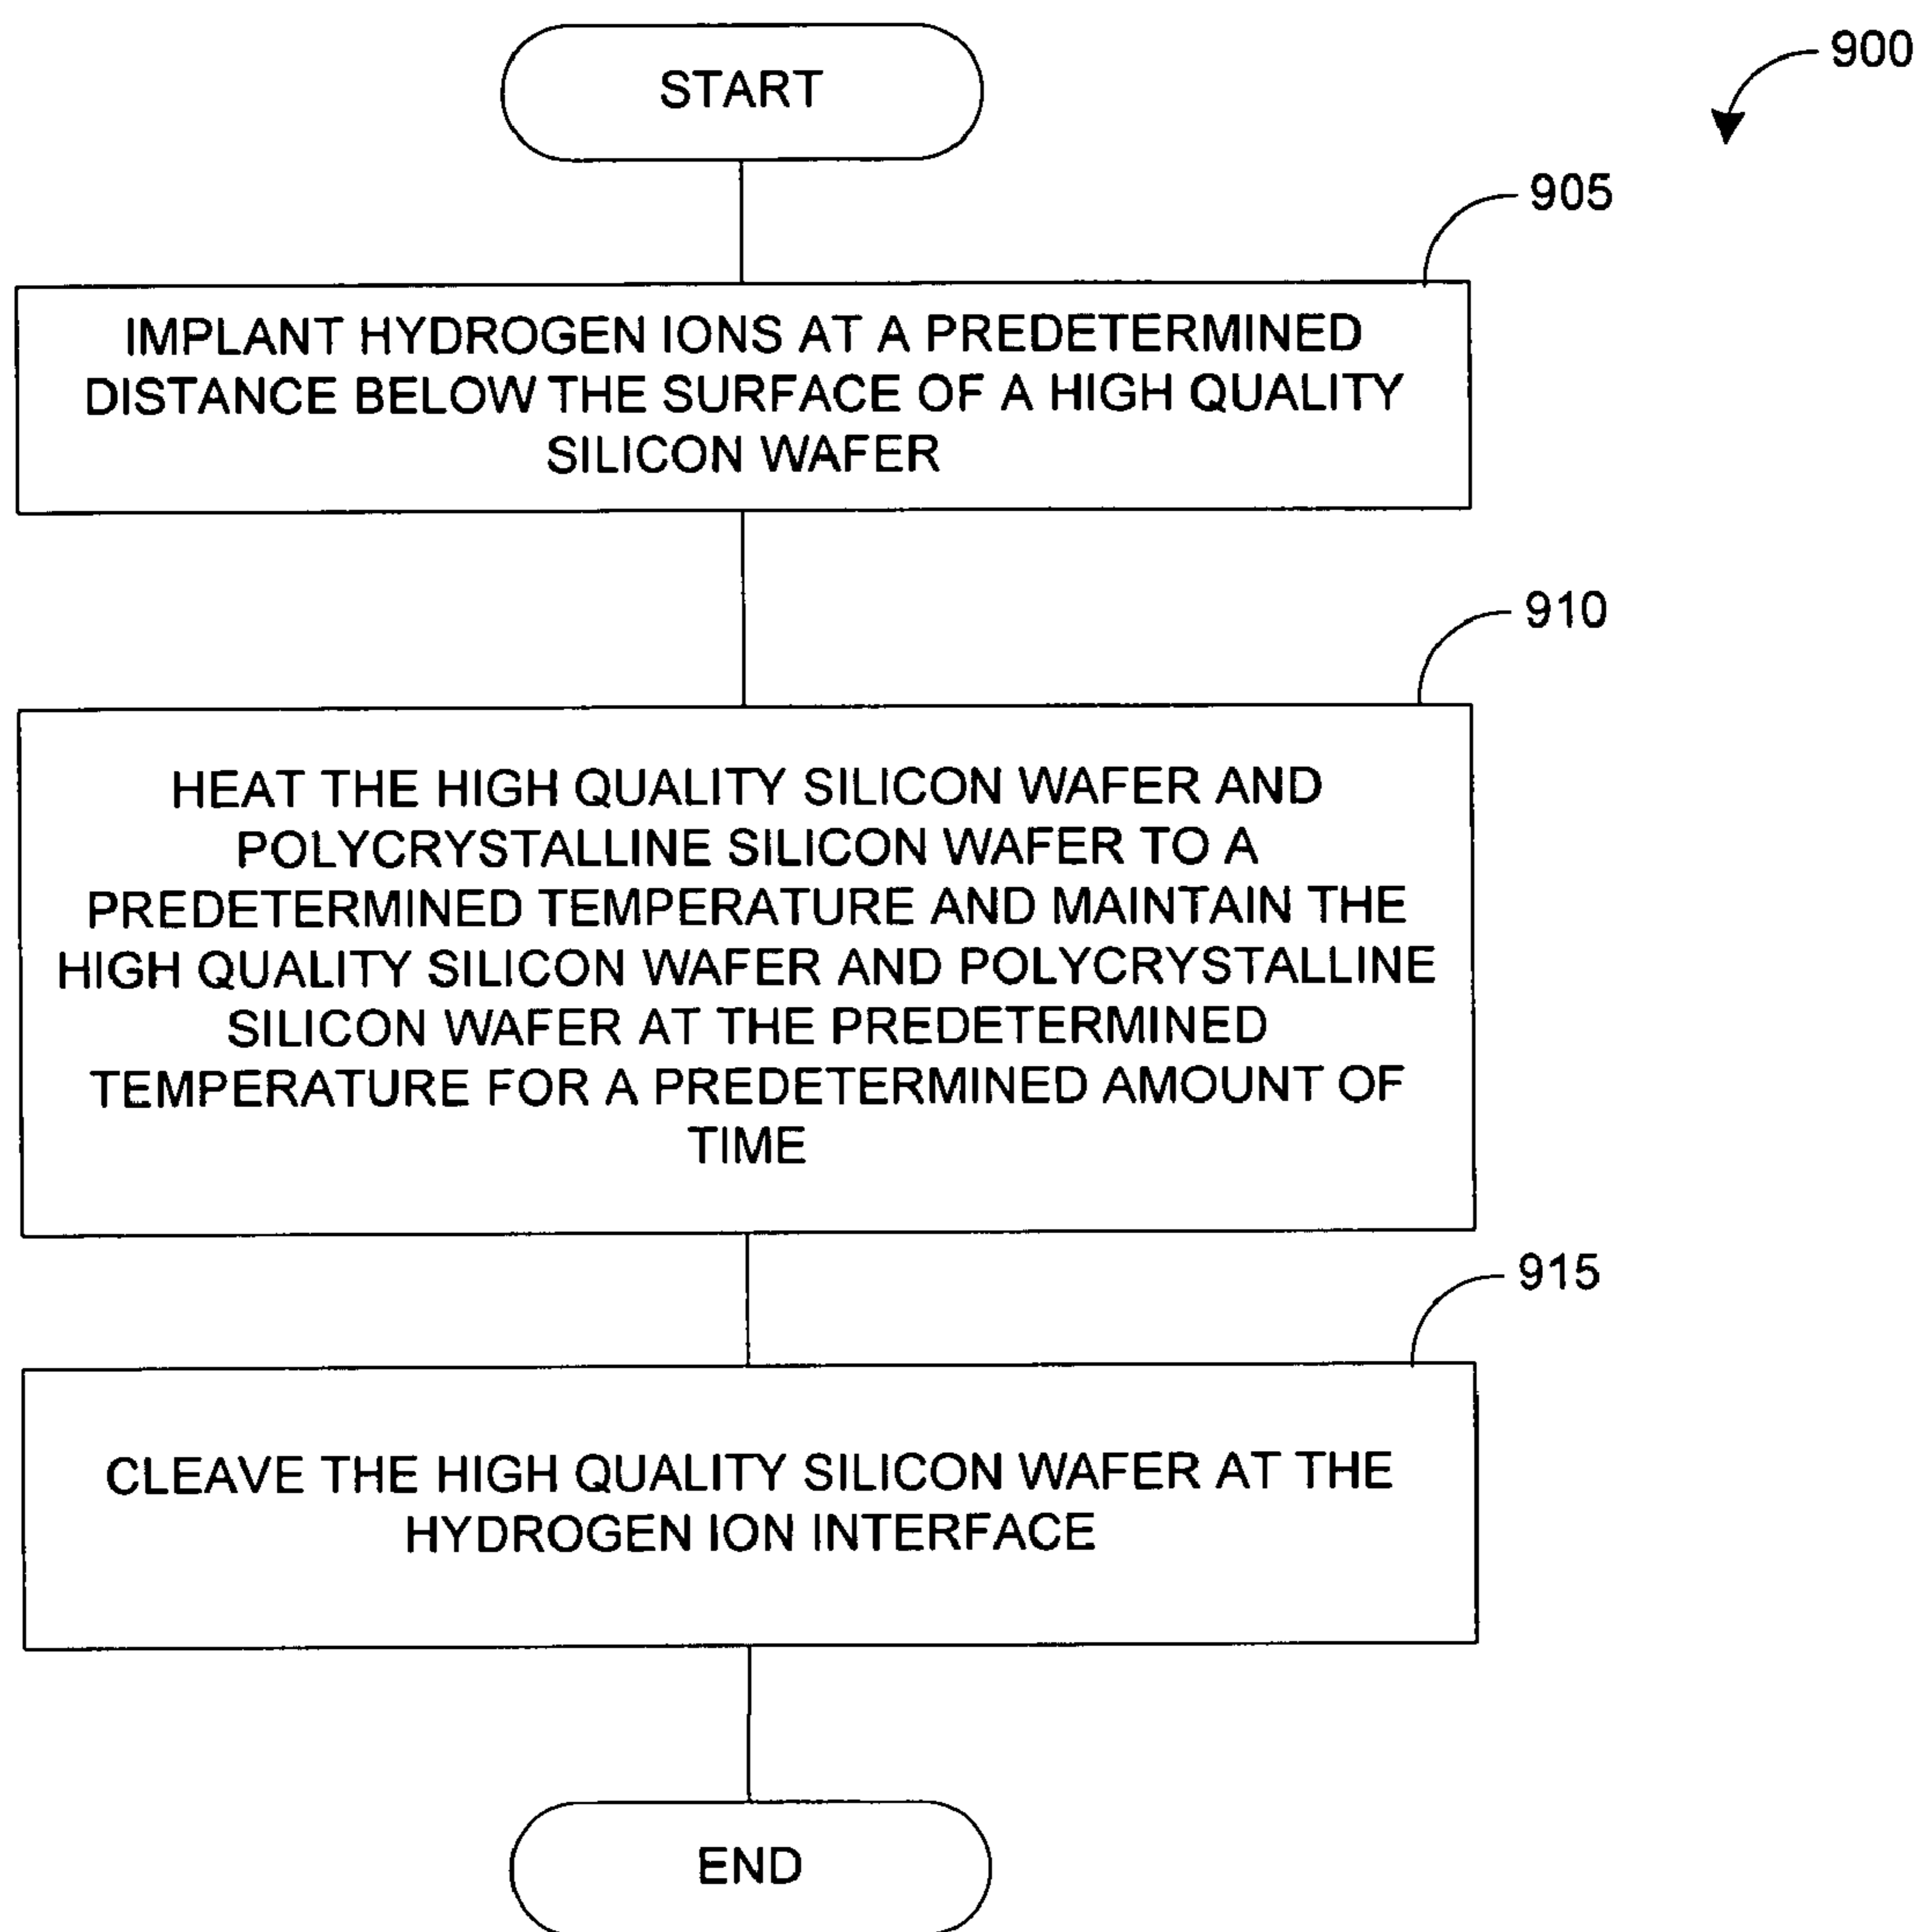 START
900
905
IMPLANT HYDROGEN IONS AT A PREDETERMINED
DISTANCE BELOW THE SURFACE OF A HIGH QUALITY
SILICON WAFER
910
HEAT THE HIGH QUALITY SILICON WAFER AND
POLYCRYSTALLINE SILICON WAFER TO A
PREDETERMINED TEMPERATURE AND MAINTAIN THE
HIGH QUALITY SILICON WAFER AND POLYCRYSTALLINE
SILICON WAFER AT THE PREDETERMINED
TEMPERATURE FOR A PREDETERMINED AMOUNT OF
TIME
915
CLEAVE THE HIGH QUALITY SILICON WAFER AT THE
HYDROGEN ION INTERFACE
END